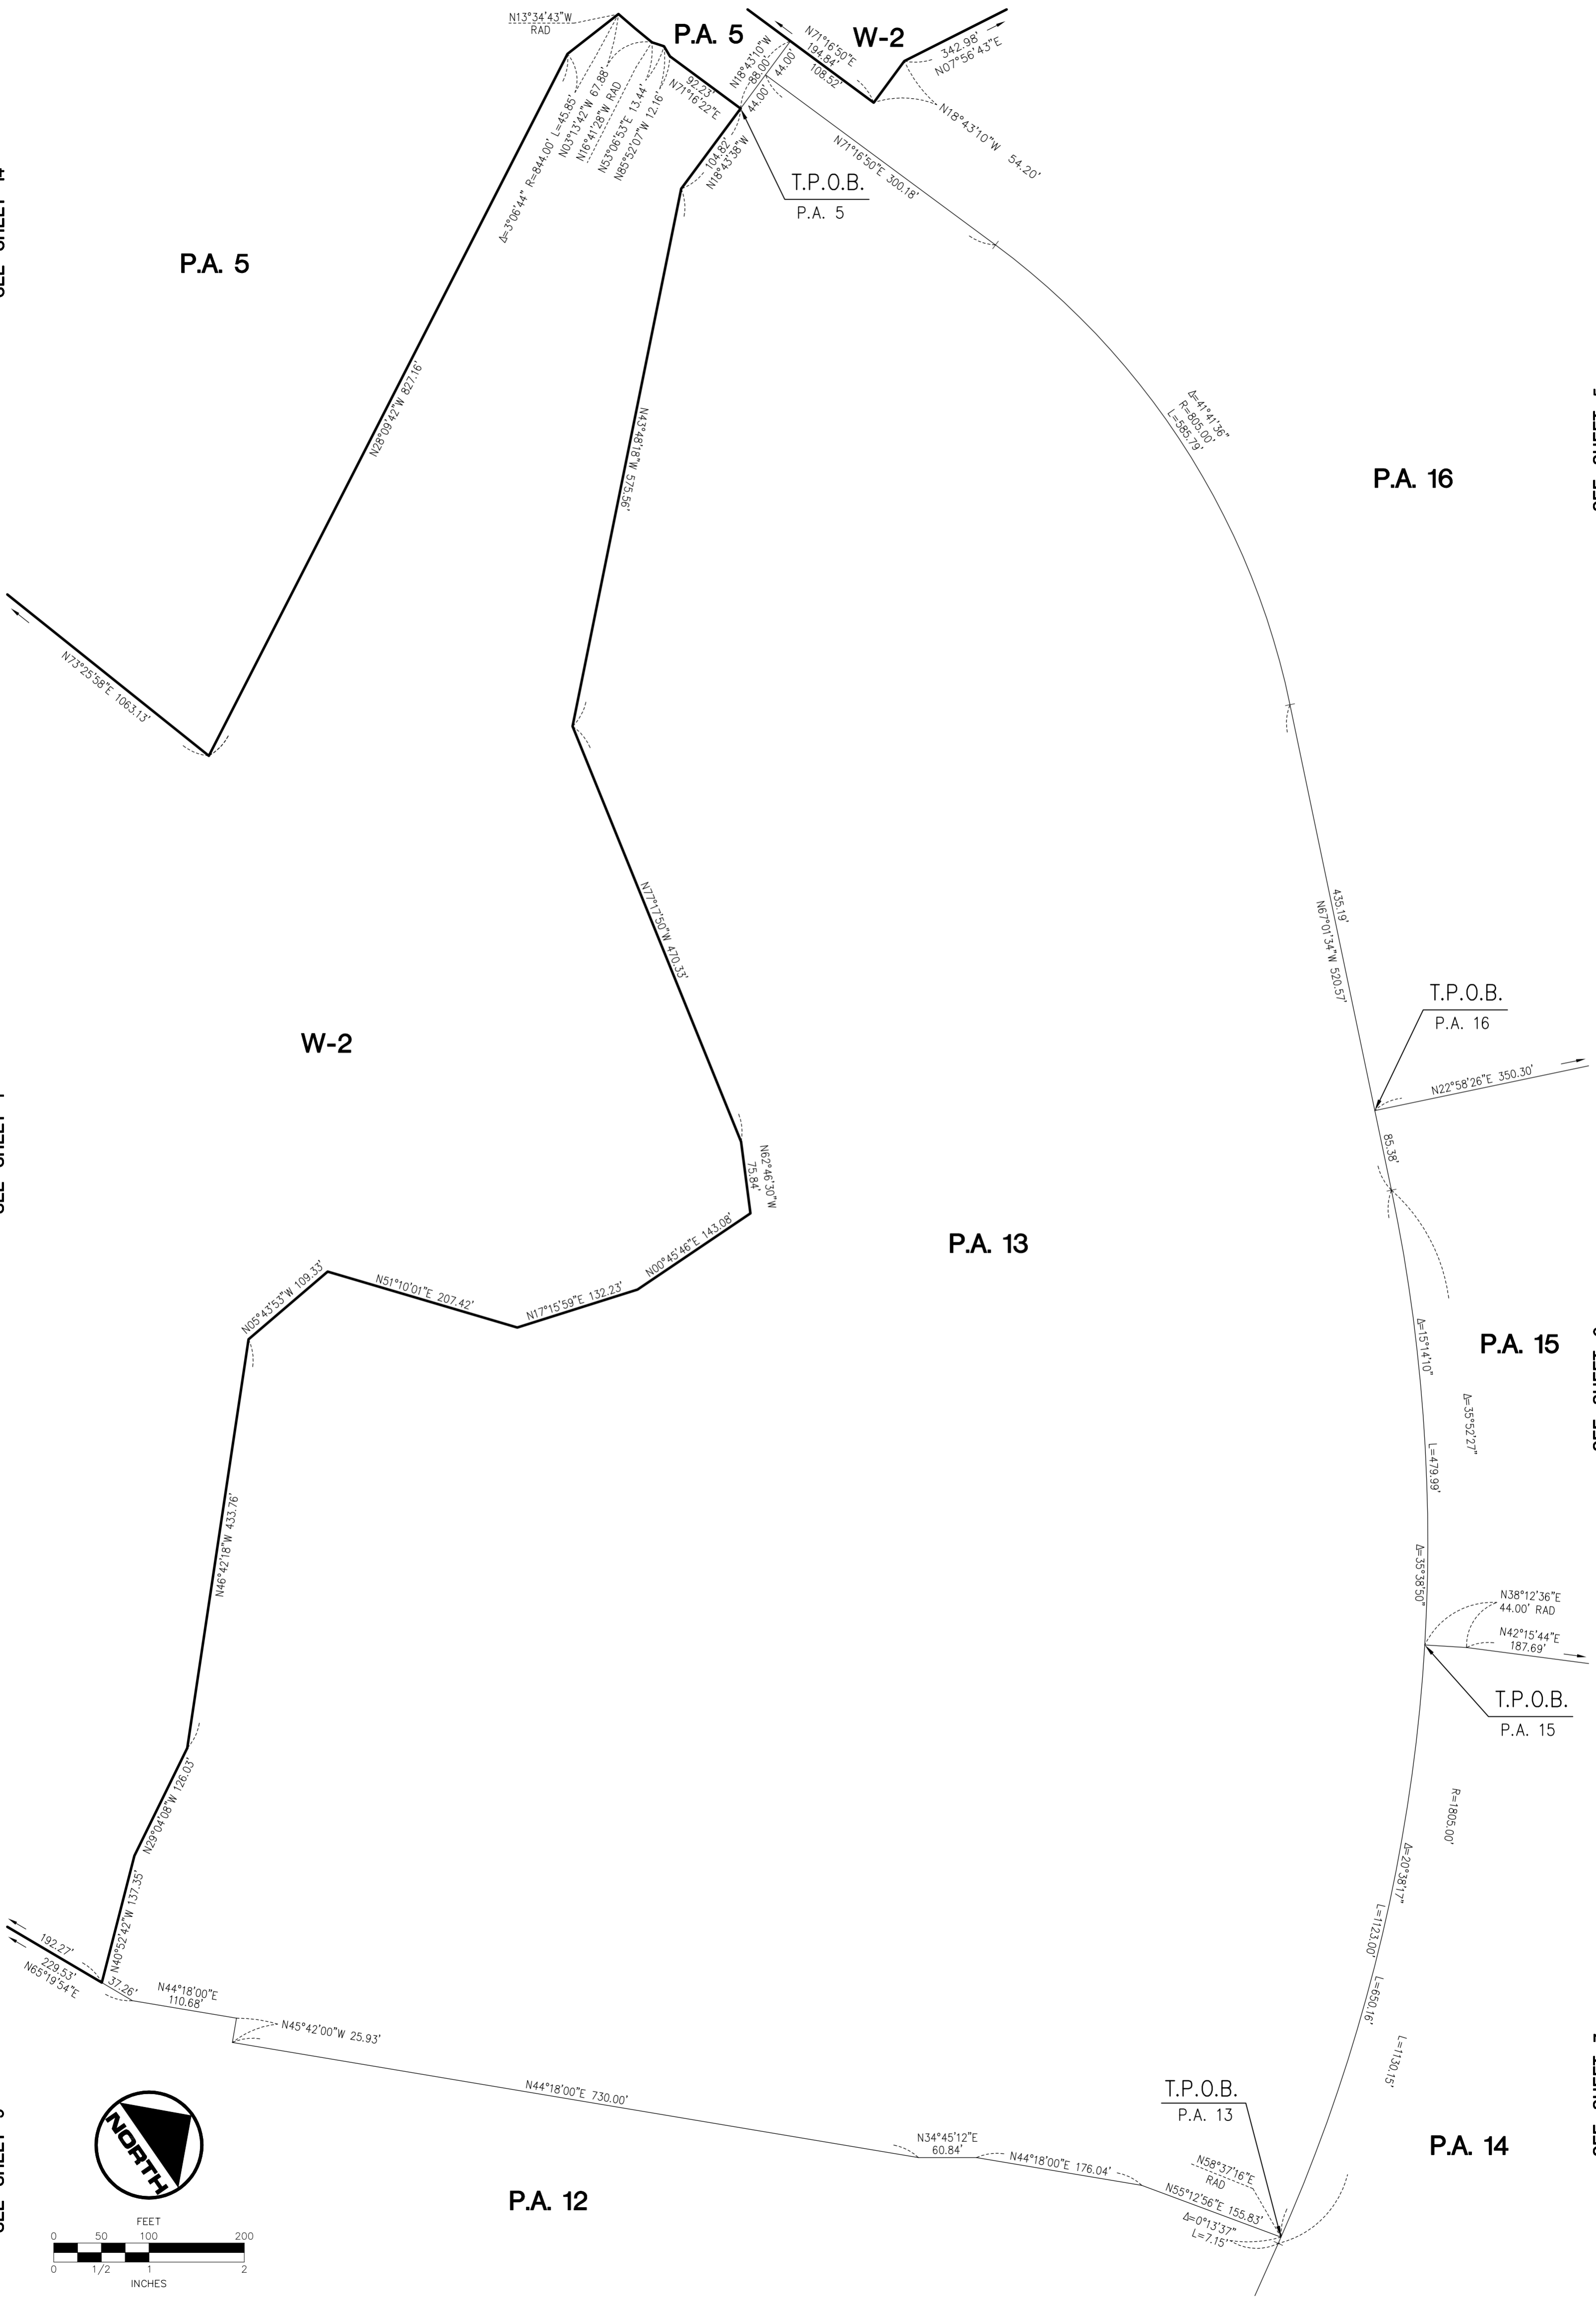 N13°34'43"W
RAD
P.A. 5
W-2
N71°16'50"E
194.84'
108.52'
342.98'
N07°56'43"E
N18°43'10"W
88.00'
44.00'
44.00'
92.23'
N71°16'22"E
N18°43'10"W 54.20'
Δ=3°06'44" R=844.00' L=45.85'
N03°13'42"W 67.88'
N16°41'28"W RAD
N53°06'53"E 13.44'
N85°52'07"W 12.16'
104.82'
N18°43'38"W
T.P.O.B.
P.A. 5
N71°16'50"E 300.18'
P.A. 5
N28°09'42"W 827.16'
N43°48'18"W 575.56'
Δ=41°41'36"
R=805.00'
L=585.79'
P.A. 16
N73°25'58"E 1063.13'
435.19'
N67°01'34"W 520.57'
N77°17'50"W 470.33'
T.P.O.B.
P.A. 16
N22°58'26"E 350.30'
W-2
85.38'
N62°46'30"W
75.84'
P.A. 13
N00°45'46"E 143.08'
N05°43'53"W 109.33'
N51°10'01"E 207.42'
N17°15'59"E 132.23'
Δ=15°14'10"
P.A. 15
Δ=35°52'27"
L=479.99'
N46°42'18"W 433.76'
Δ=35°38'50"
N38°12'36"E
44.00' RAD
N42°15'44"E
187.69'
T.P.O.B.
P.A. 15
R=1805.00'
N29°04'08"W 126.03'
Δ=20°38'17"
N40°52'42"W 137.35'
L=1123.00'
192.27'
229.53'
N65°19'54"E
37.26'
N44°18'00"E
110.68'
L=650.16'
N45°42'00"W 25.93'
L=1130.15'
N44°18'00"E 730.00'
T.P.O.B.
P.A. 13
N34°45'12"E
60.84'
N44°18'00"E 176.04'
N58°37'16"E
RAD
P.A. 14
N55°12'56"E 155.83'
Δ=0°13'37"
L=7.15'
P.A. 12
NORTH
FEET
0 50 100 200
0 1/2 1 2
INCHES